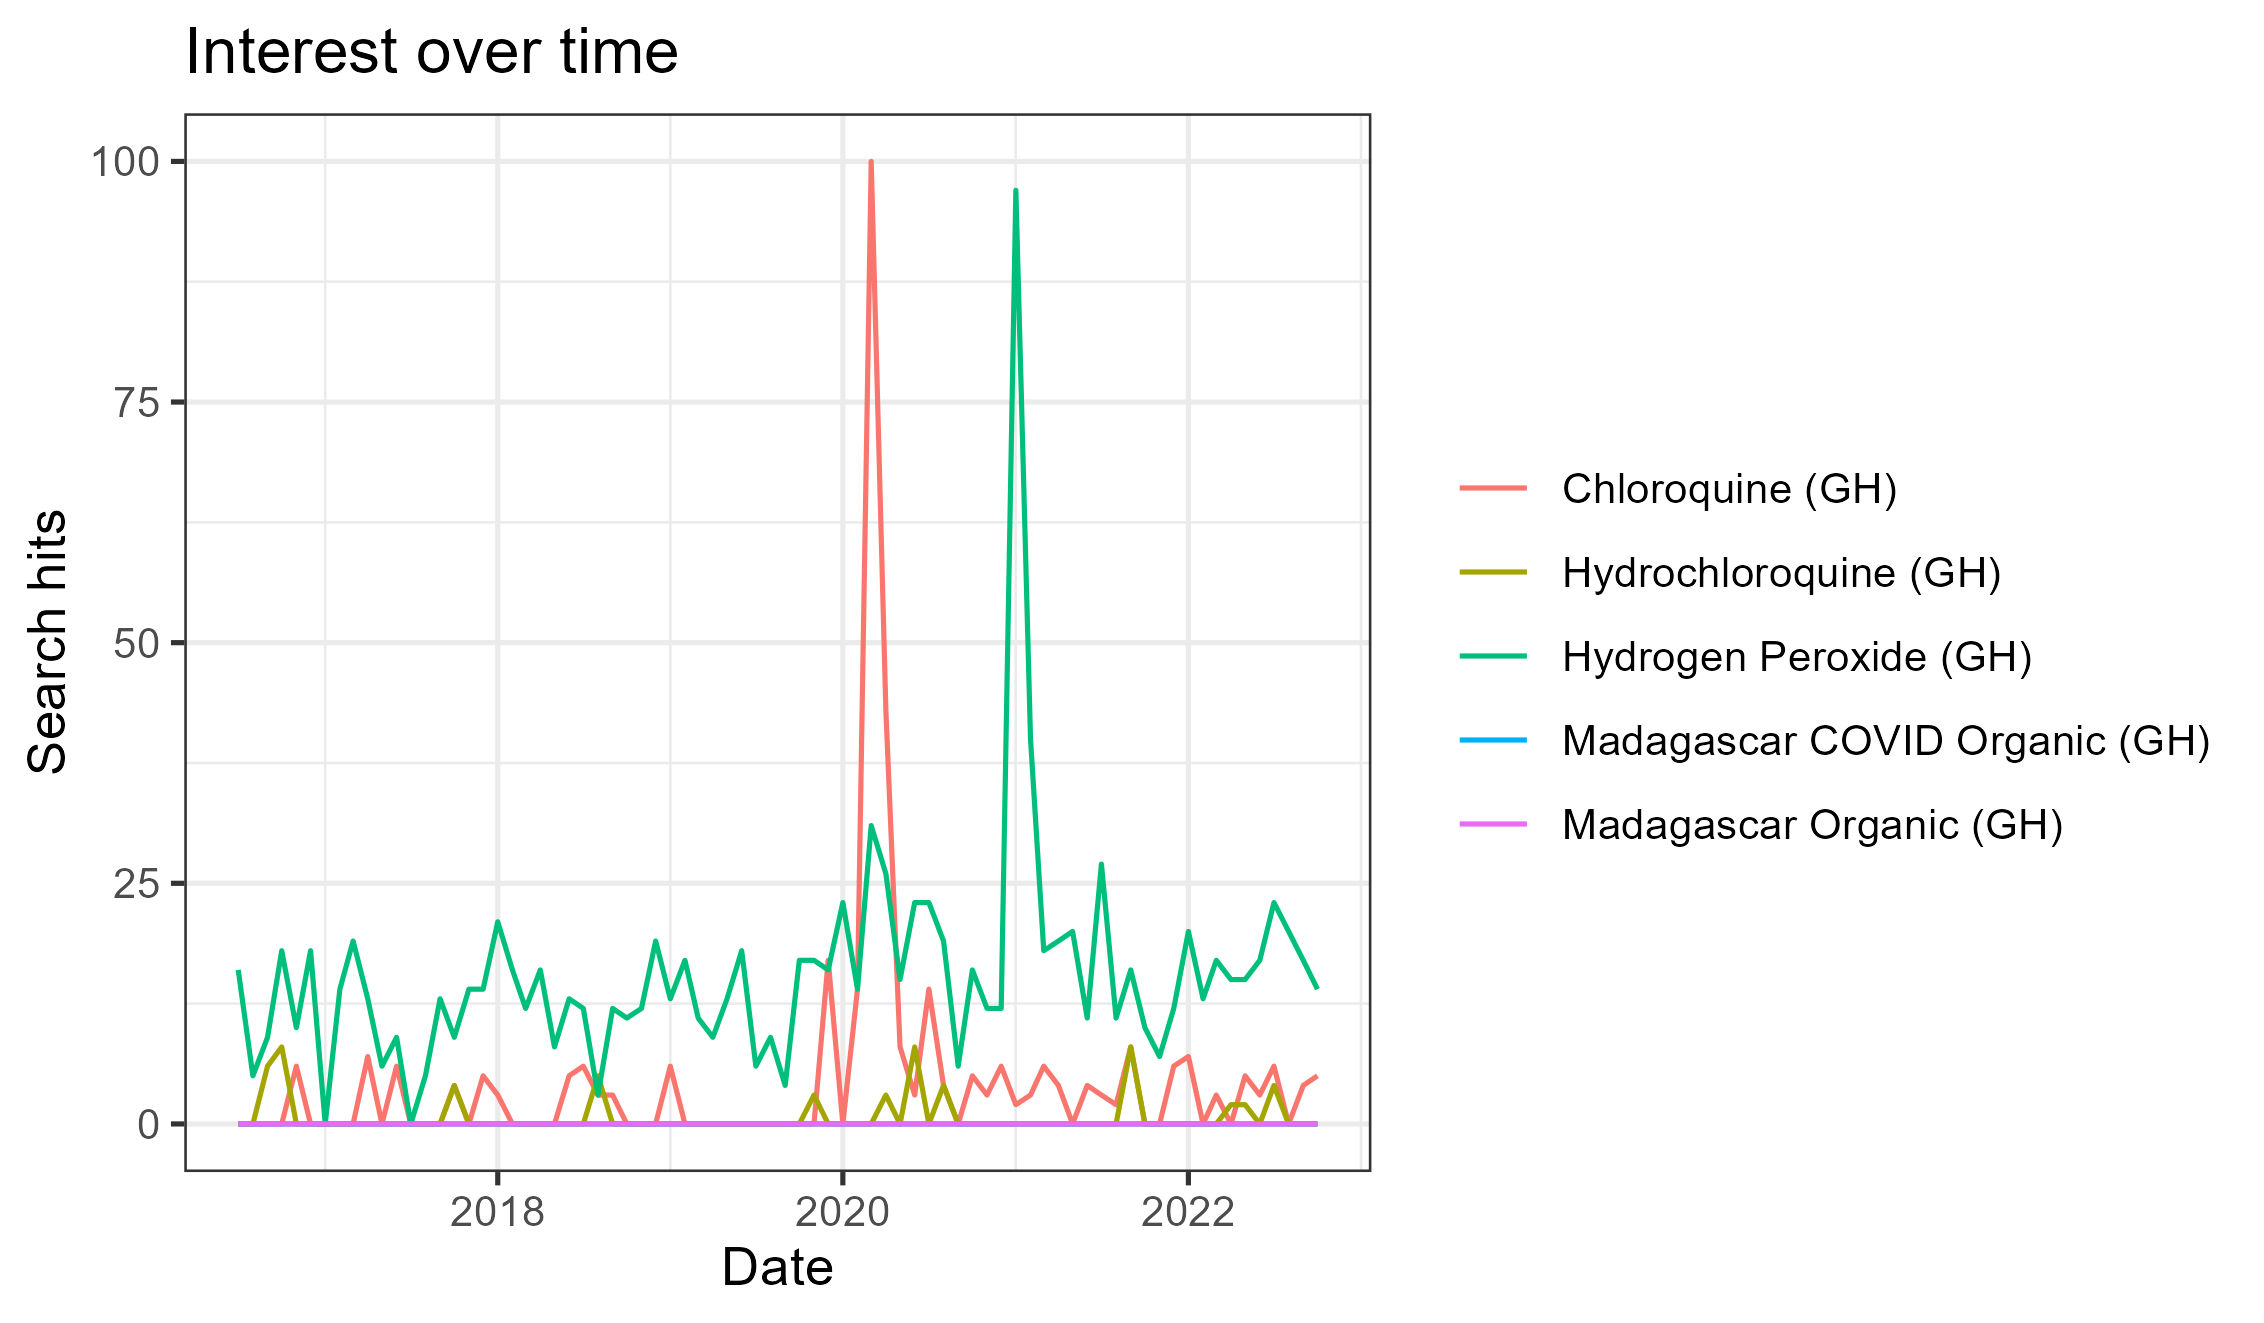 Interest over time
100
75
50
25
0
Search hits
2018
2020
2022
Date
Chloroquine (GH)
Hydrochloroquine (GH)
Hydrogen Peroxide (GH)
Madagascar COVID Organic (GH)
Madagascar Organic (GH)